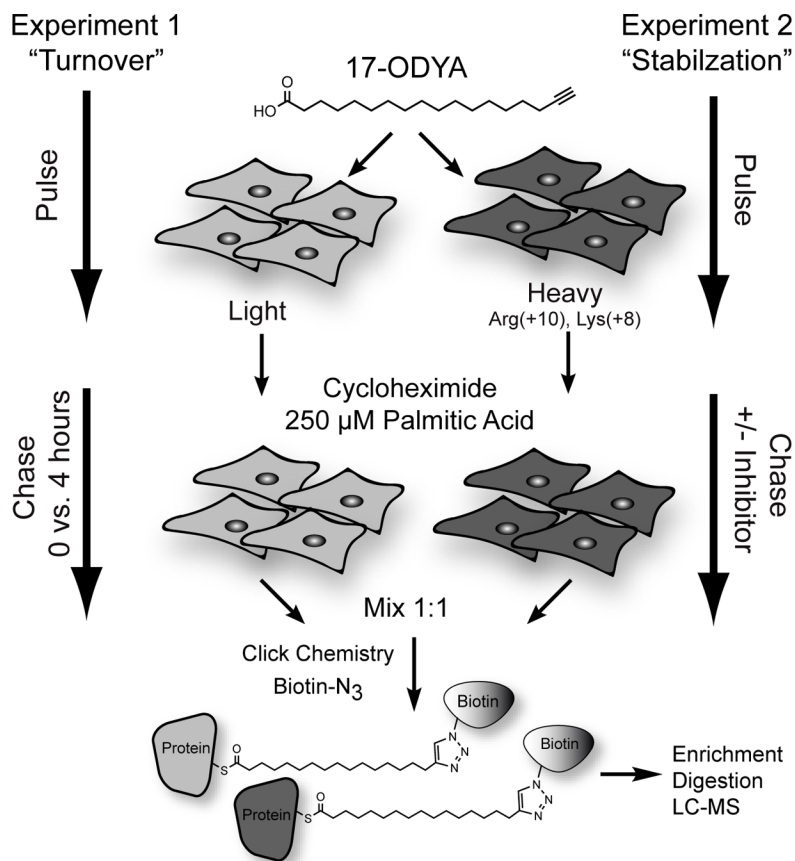 Experiment 1
“Turnover”
Experiment 2
“Stabilzation”
17-ODYA
O
HO
Pulse
Pulse
Light
Heavy
Arg(+10), Lys(+8)
Cycloheximide
250 μM Palmitic Acid
Chase
0 vs. 4 hours
Chase
+/- Inhibitor
Mix 1:1
Click Chemistry
Biotin-N3
Biotin
Protein
S
O
N
N
N
Biotin
Protein
S
O
N
N
N
Enrichment
Digestion
LC-MS